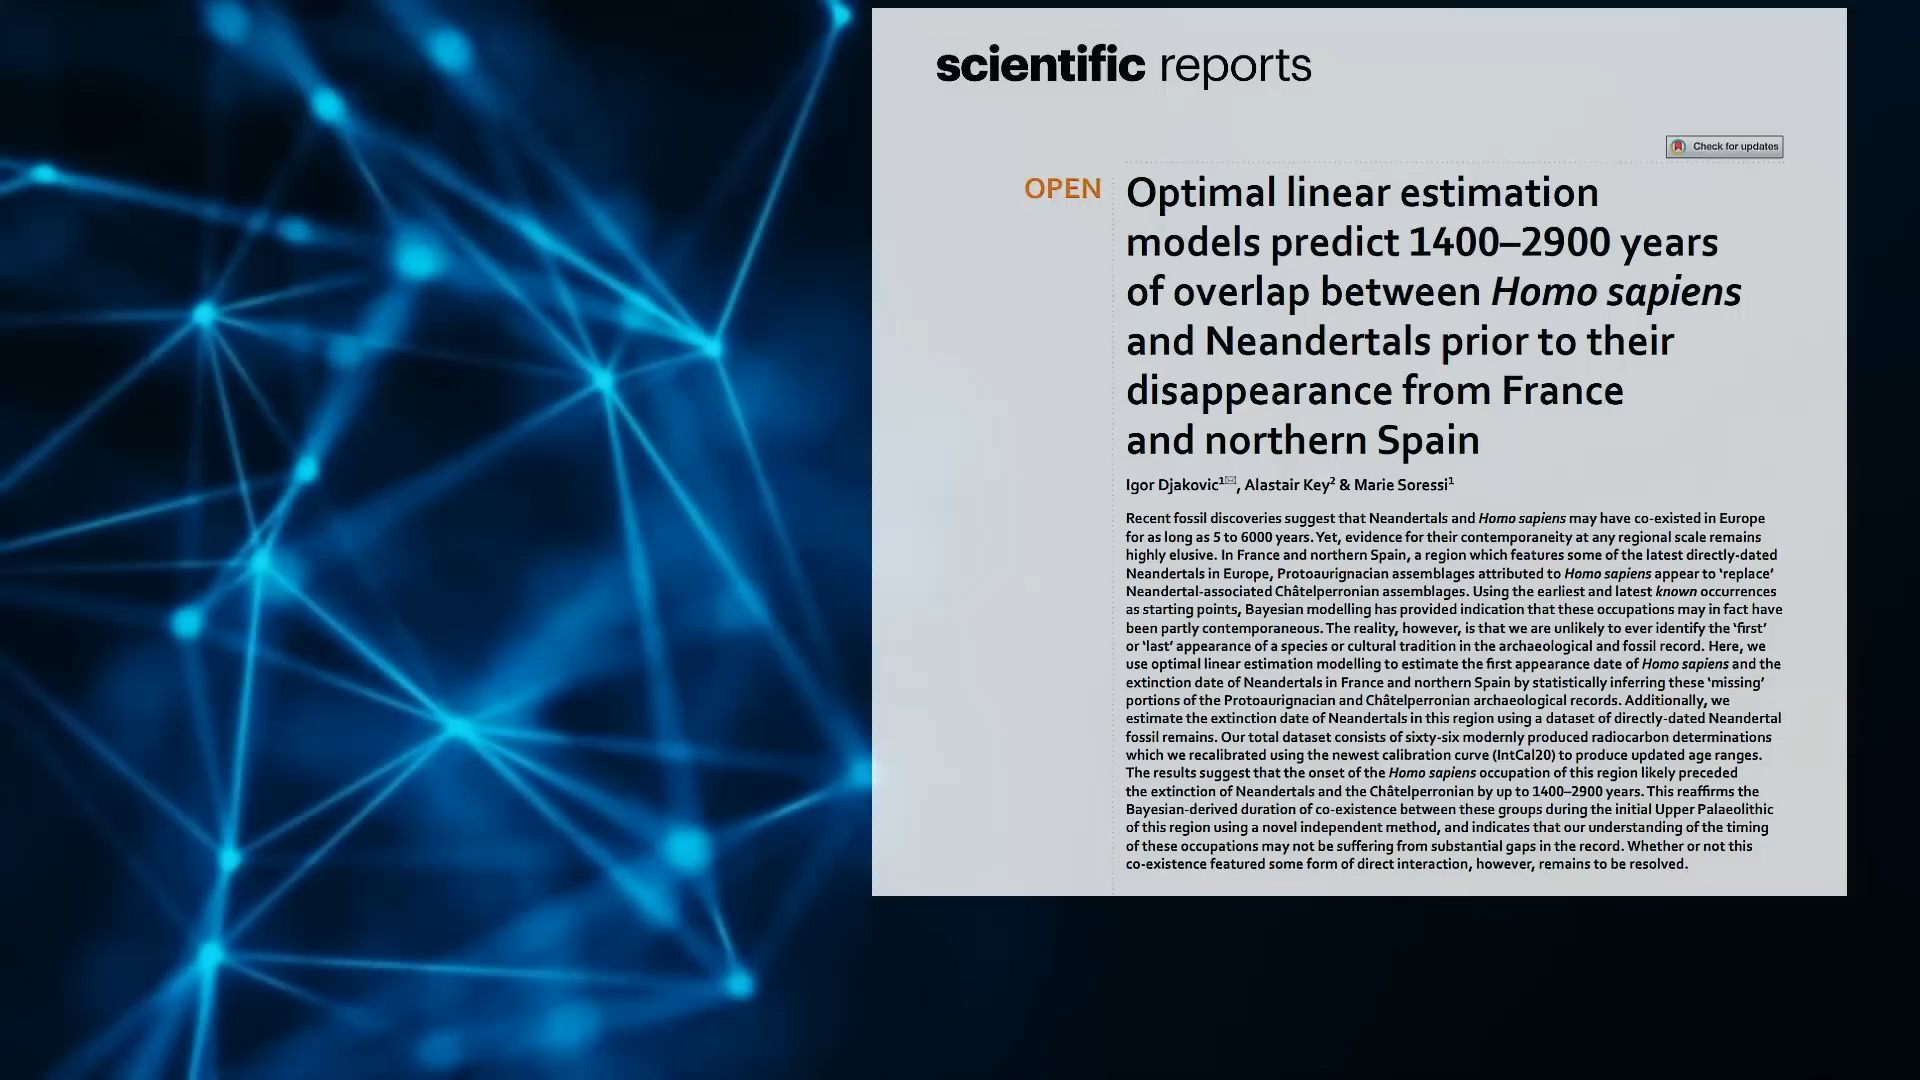 scientific reports
Check for updates
OPEN
Optimal linear estimation
models predict 1400–2900 years
of overlap between Homo sapiens
and Neandertals prior to their
disappearance from France
and northern Spain
Igor Djakovic1✉, Alastair Key2 & Marie Soressi1
Recent fossil discoveries suggest that Neandertals and Homo sapiens may have co-existed in Europe
for as long as 5 to 6000 years. Yet, evidence for their contemporaneity at any regional scale remains
highly elusive. In France and northern Spain, a region which features some of the latest directly-dated
Neandertals in Europe, Protoaurignacian assemblages attributed to Homo sapiens appear to ‘replace’
Neandertal-associated Châtelperronian assemblages. Using the earliest and latest known occurrences
as starting points, Bayesian modelling has provided indication that these occupations may in fact have
been partly contemporaneous. The reality, however, is that we are unlikely to ever identify the ‘first’
or ‘last’ appearance of a species or cultural tradition in the archaeological and fossil record. Here, we
use optimal linear estimation modelling to estimate the first appearance date of Homo sapiens and the
extinction date of Neandertals in France and northern Spain by statistically inferring these ‘missing’
portions of the Protoaurignacian and Châtelperronian archaeological records. Additionally, we
estimate the extinction date of Neandertals in this region using a dataset of directly-dated Neandertal
fossil remains. Our total dataset consists of sixty-six modernly produced radiocarbon determinations
which we recalibrated using the newest calibration curve (IntCal20) to produce updated age ranges.
The results suggest that the onset of the Homo sapiens occupation of this region likely preceded
the extinction of Neandertals and the Châtelperronian by up to 1400–2900 years. This reaffirms the
Bayesian-derived duration of co-existence between these groups during the initial Upper Palaeolithic
of this region using a novel independent method, and indicates that our understanding of the timing
of these occupations may not be suffering from substantial gaps in the record. Whether or not this
co-existence featured some form of direct interaction, however, remains to be resolved.